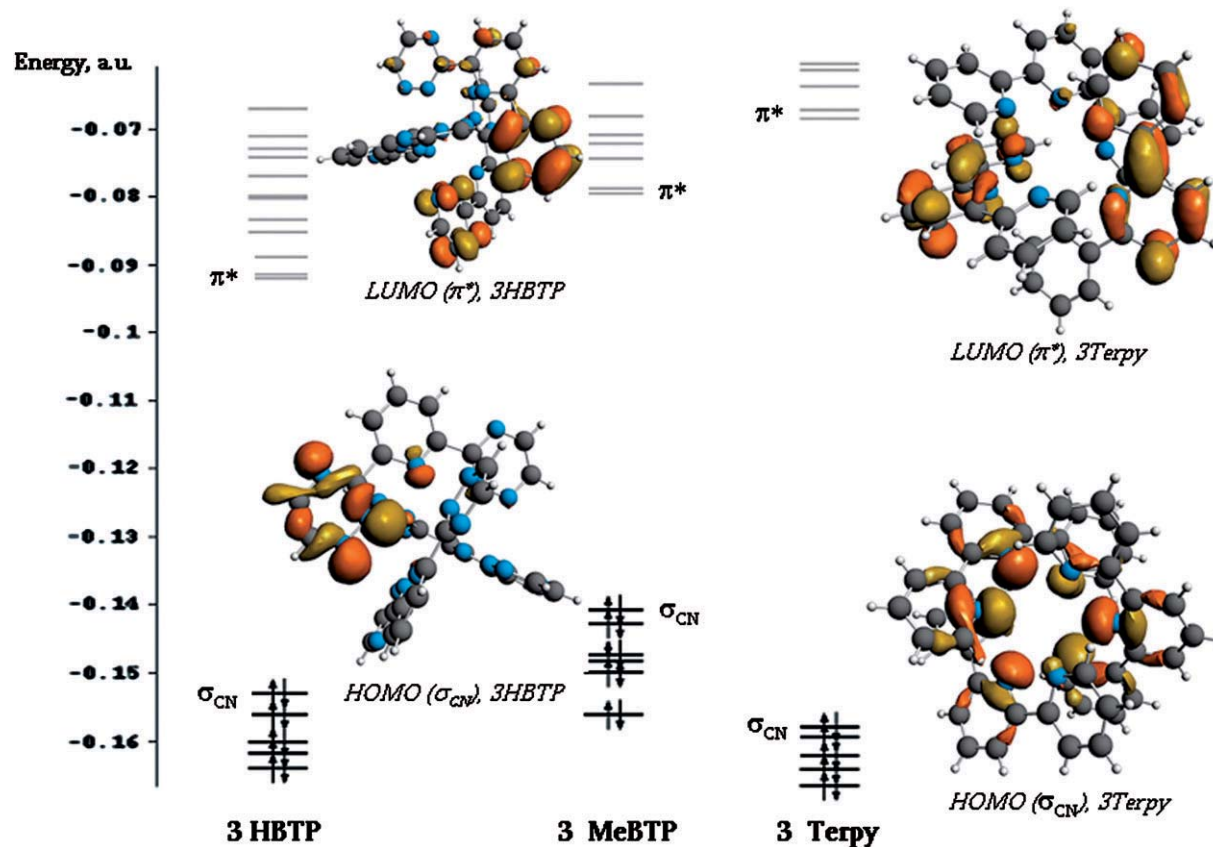 Energy, a.u.
-0.07
-0.08
-0.09
-0.1
-0.11
-0.12
-0.13
-0.14
-0.15
-0.16
π*
LUMO (π*), 3HBTP
π*
π*
LUMO (π*), 3Terpy
σCN
HOMO (σCN), 3HBTP
σCN
σCN
HOMO (σCN), 3Terpy
3 HBTP
3 MeBTP
3 Terpy